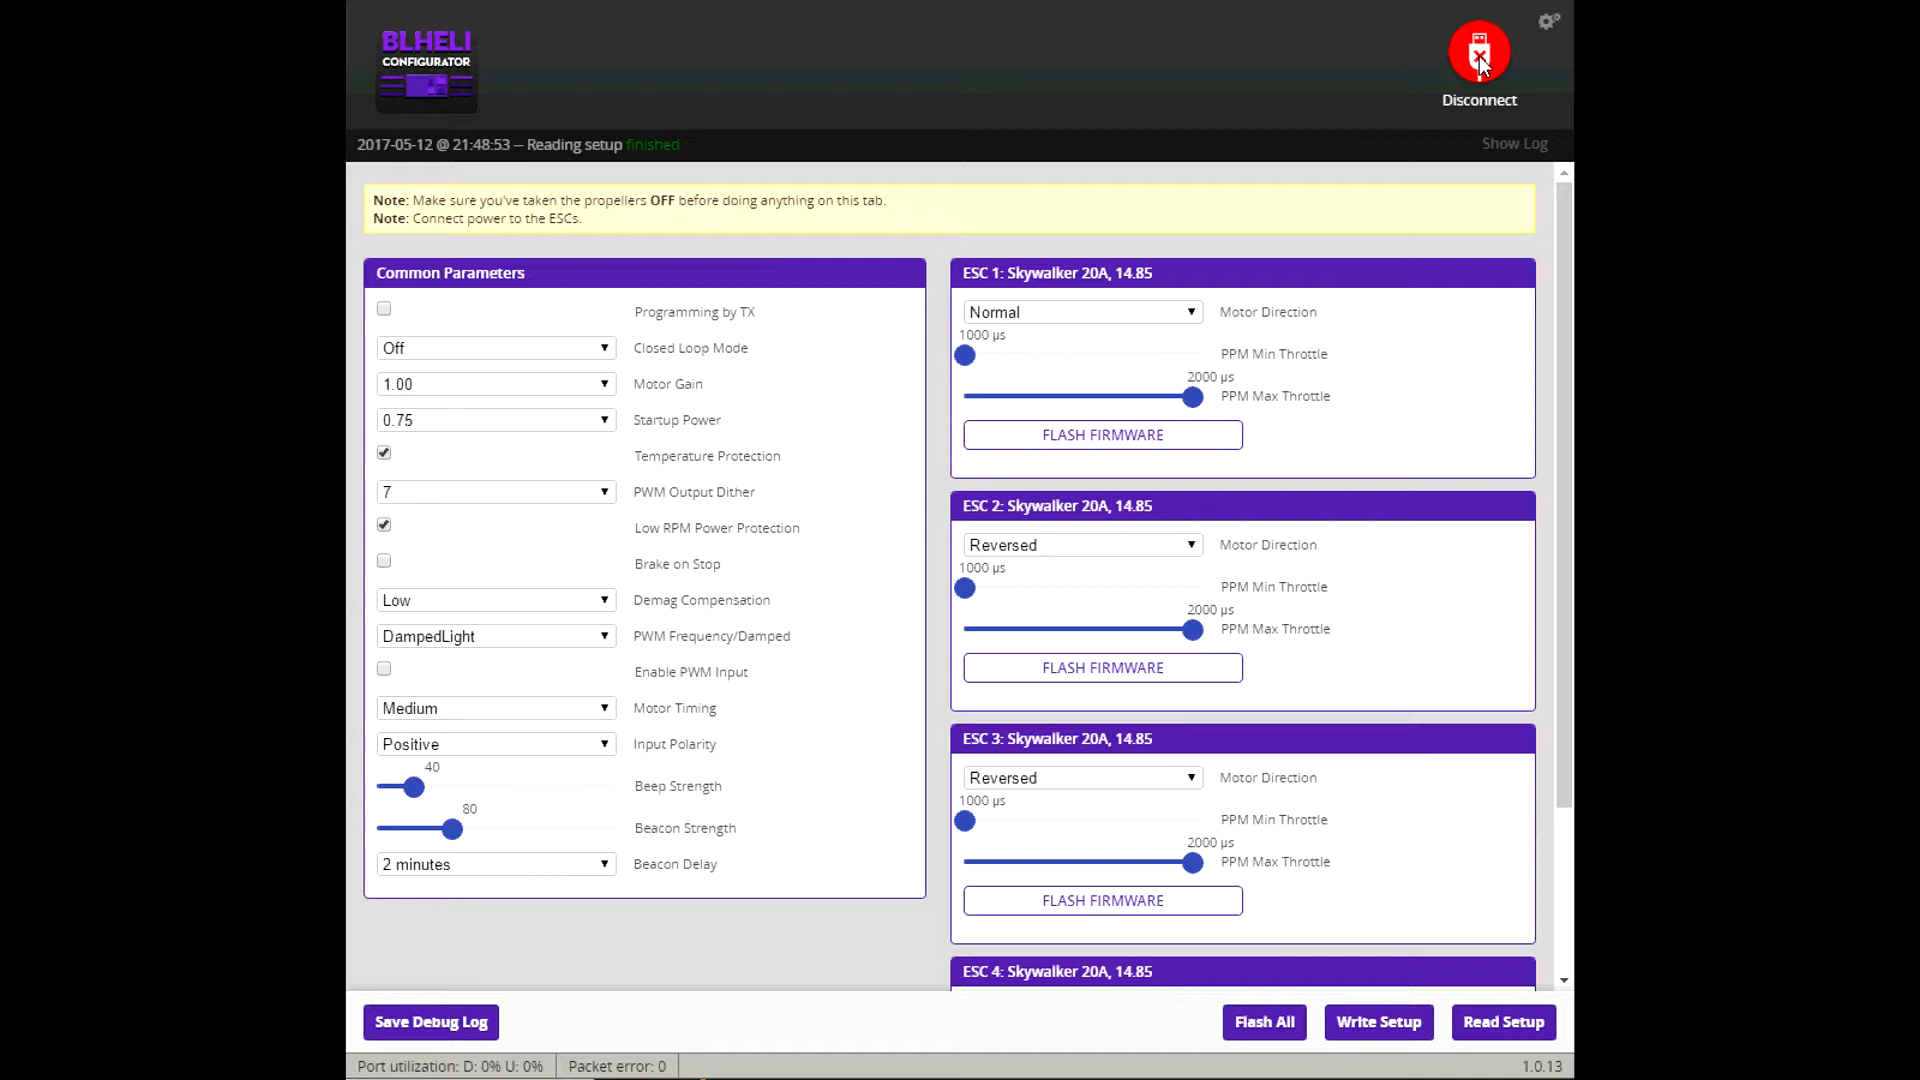 BLHELI
CONFIGURATOR
Disconnect
2017-05-12 @ 21:48:53 -- Reading setup finished
Show Log
Note: Make sure you've taken the propellers OFF before doing anything on this tab.
Note: Connect power to the ESCs.
Common Parameters
Programming by TX
Off Closed Loop Mode
1.00 Motor Gain
0.75 Startup Power
Temperature Protection
7 PWM Output Dither
Low RPM Power Protection
Brake on Stop
Low Demag Compensation
DampedLight PWM Frequency/Damped
Enable PWM Input
Medium Motor Timing
Positive Input Polarity
40
Beep Strength
80
Beacon Strength
2 minutes Beacon Delay
ESC 1: Skywalker 20A, 14.85
Normal Motor Direction
1000 µs
PPM Min Throttle
2000 µs
PPM Max Throttle
FLASH FIRMWARE
ESC 2: Skywalker 20A, 14.85
Reversed Motor Direction
1000 µs
PPM Min Throttle
2000 µs
PPM Max Throttle
FLASH FIRMWARE
ESC 3: Skywalker 20A, 14.85
Reversed Motor Direction
1000 µs
PPM Min Throttle
2000 µs
PPM Max Throttle
FLASH FIRMWARE
ESC 4: Skywalker 20A, 14.85
Save Debug Log Flash All Write Setup Read Setup
Port utilization: D: 0% U: 0% Packet error: 0 1.0.13